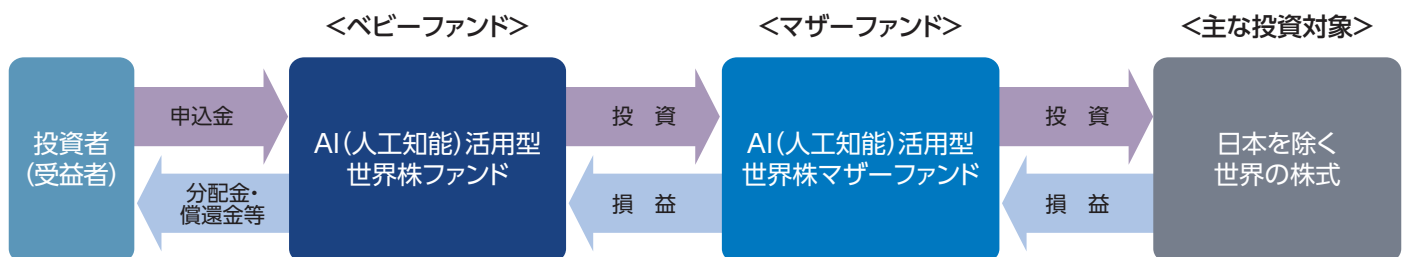 ＜ベビーファンド＞
＜マザーファンド＞
＜主な投資対象＞
投資者
(受益者)
申込金
分配金・
償還金等
AI(人工知能)活用型
世界株ファンド
投 資
損 益
AI(人工知能)活用型
世界株マザーファンド
投 資
損 益
日本を除く
世界の株式